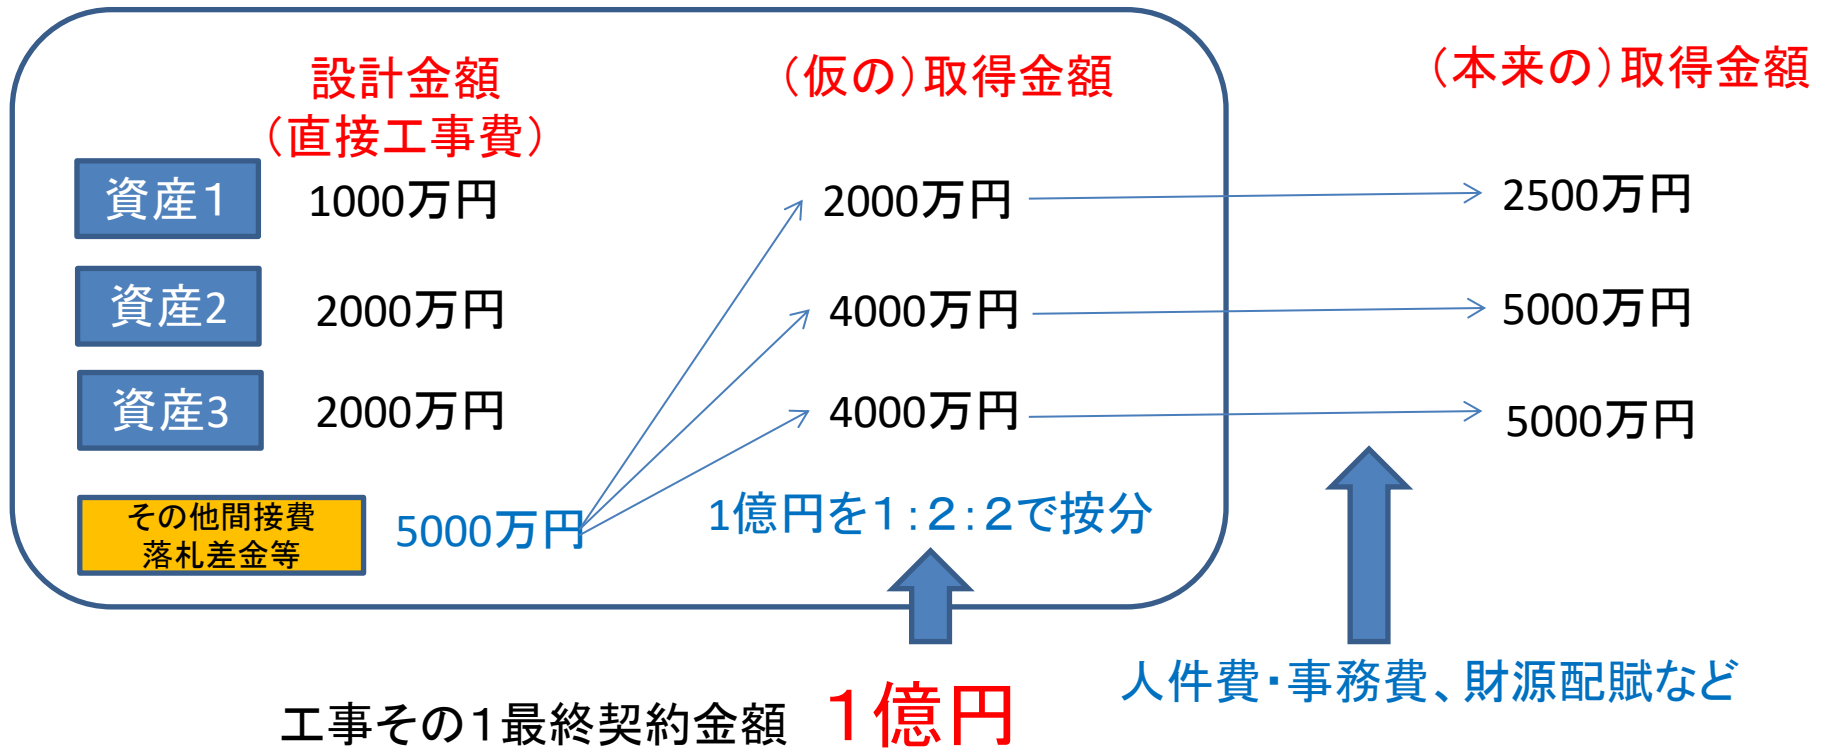 設計金額
（直接工事費）
（仮の）取得金額
（本来の）取得金額
資産１ 1000万円 2000万円 2500万円
資産2 2000万円 4000万円 5000万円
資産3 2000万円 4000万円 5000万円
その他間接費
落札差金等
5000万円
1億円を１：２：２で按分
工事その１最終契約金額 １億円
人件費・事務費、財源配賦など